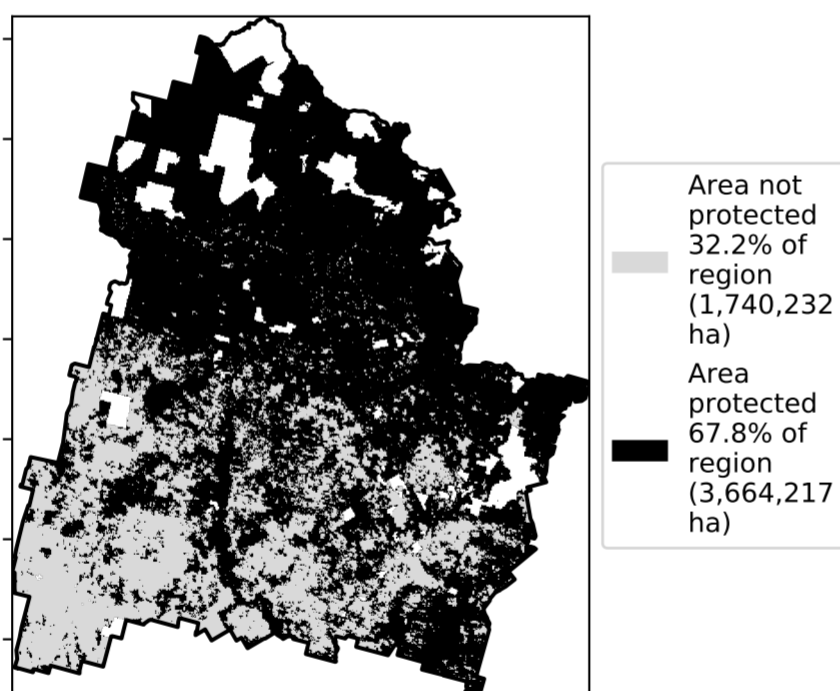 Area not
protected
32.2% of
region
(1,740,232
ha)
Area
protected
67.8% of
region
(3,664,217
ha)